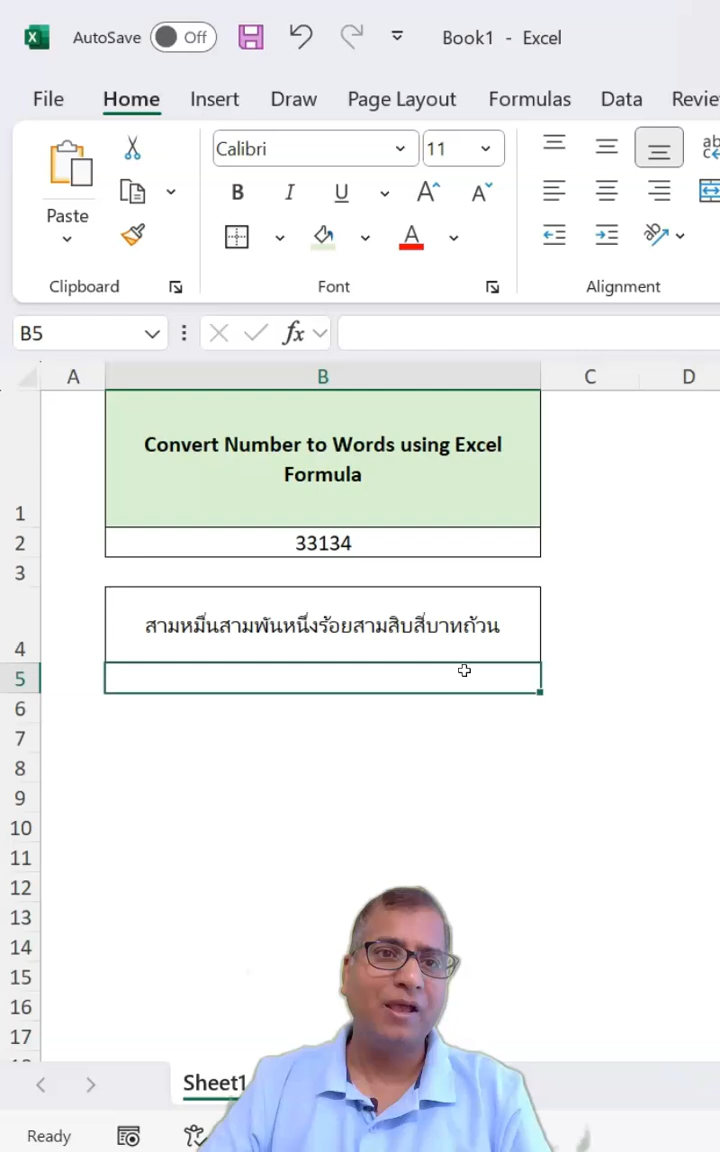 AutoSave Off Book1 - Excel
File Home Insert Draw Page Layout Formulas Data Revie
Calibri 11
Paste B I U A A
A
Clipboard Font Alignment
B5 fx
A B C D
Convert Number to Words using Excel
Formula
1
2 33134
3
4 สามหมื่นสามพันหนึ่งร้อยสามสิบสี่บาทถ้วน
5
6
7
8
9
10
11
12
13
14
15
16
17
Sheet1
Ready